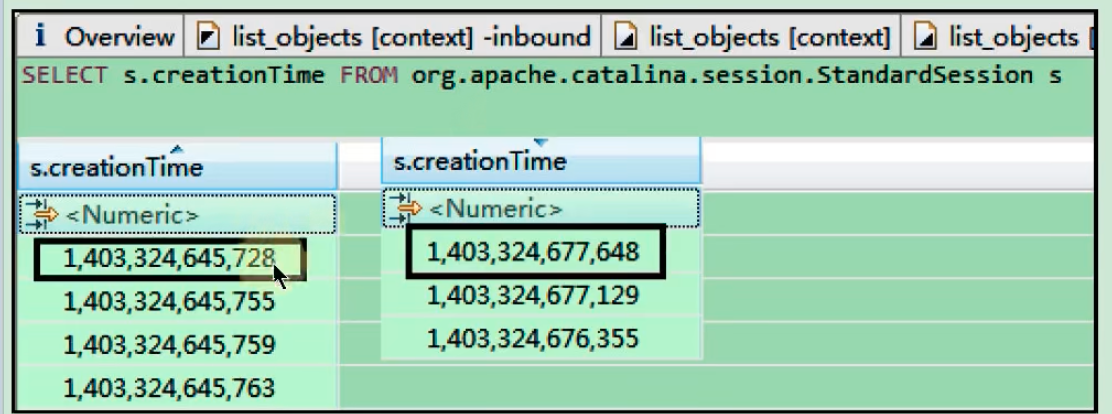 i Overview list_objects [context] -inbound list_objects [context] list_objects [
SELECT s.creationTime FROM org.apache.catalina.session.StandardSession s
s.creationTime s.creationTime
<Numeric> <Numeric>
1,403,324,645,728 1,403,324,677,648
1,403,324,645,755 1,403,324,677,129
1,403,324,645,759 1,403,324,676,355
1,403,324,645,763